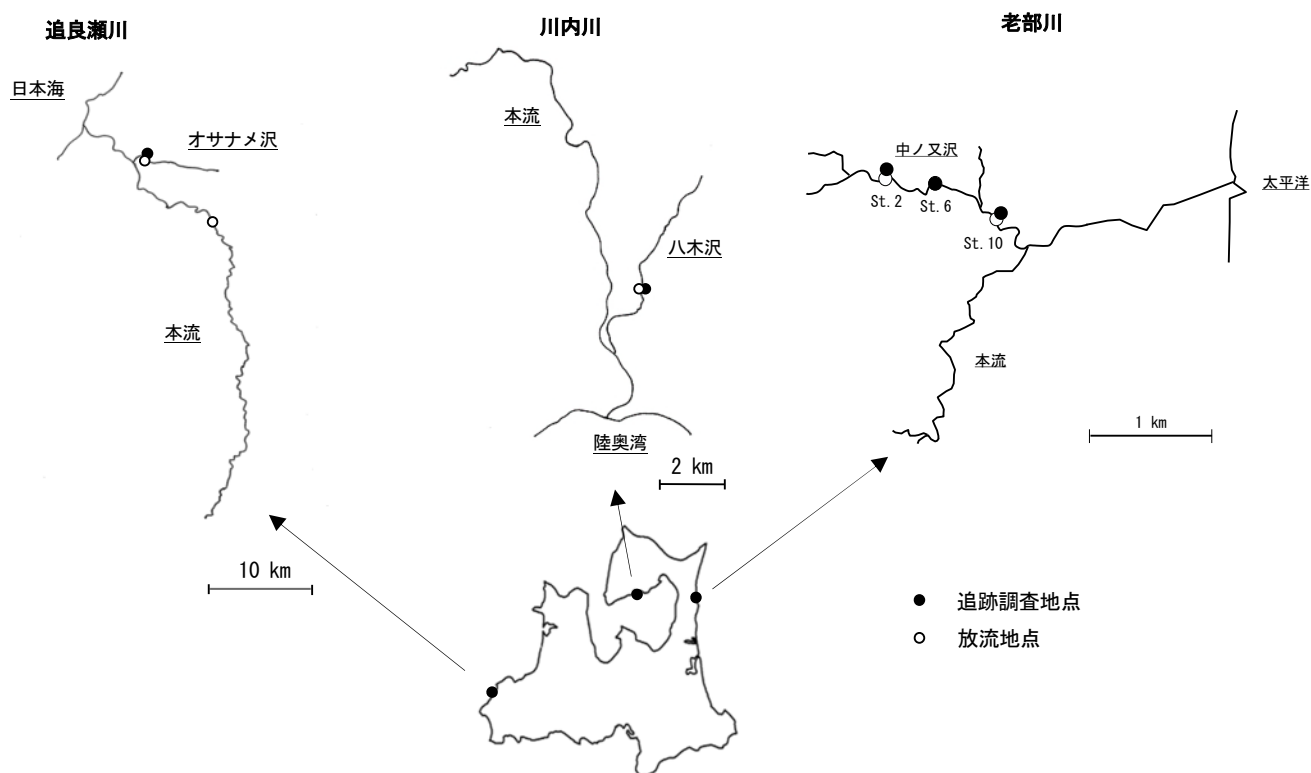 追良瀬川
日本海
オサナメ沢
本流
10 km
川内川
本流
八木沢
陸奥湾
2 km
老部川
中ノ又沢
St.2
St.6
St.10
太平洋
本流
1 km
追跡調査地点
放流地点